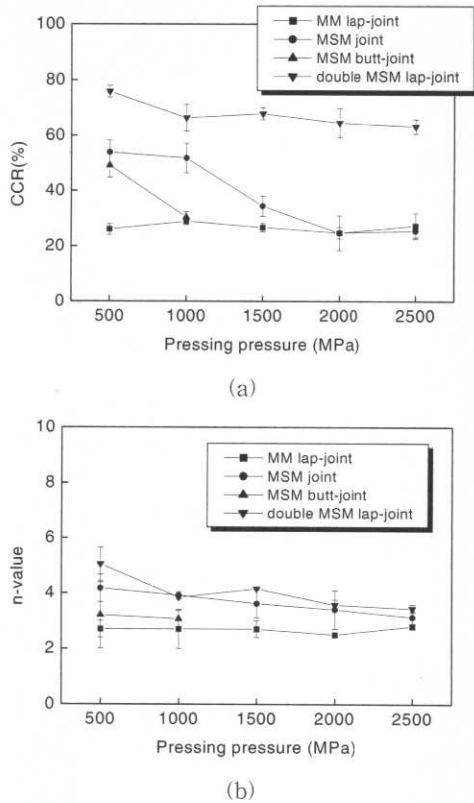 100
80
60
40
20
0
CCR(%)
MM lap-joint
MSM joint
MSM butt-joint
double MSM lap-joint
500 1000 1500 2000 2500
Pressing pressure (MPa)
(a)
10
8
6
4
2
0
n-value
MM lap-joint
MSM joint
MSM butt-joint
double MSM lap-joint
500 1000 1500 2000 2500
Pressing pressure (MPa)
(b)